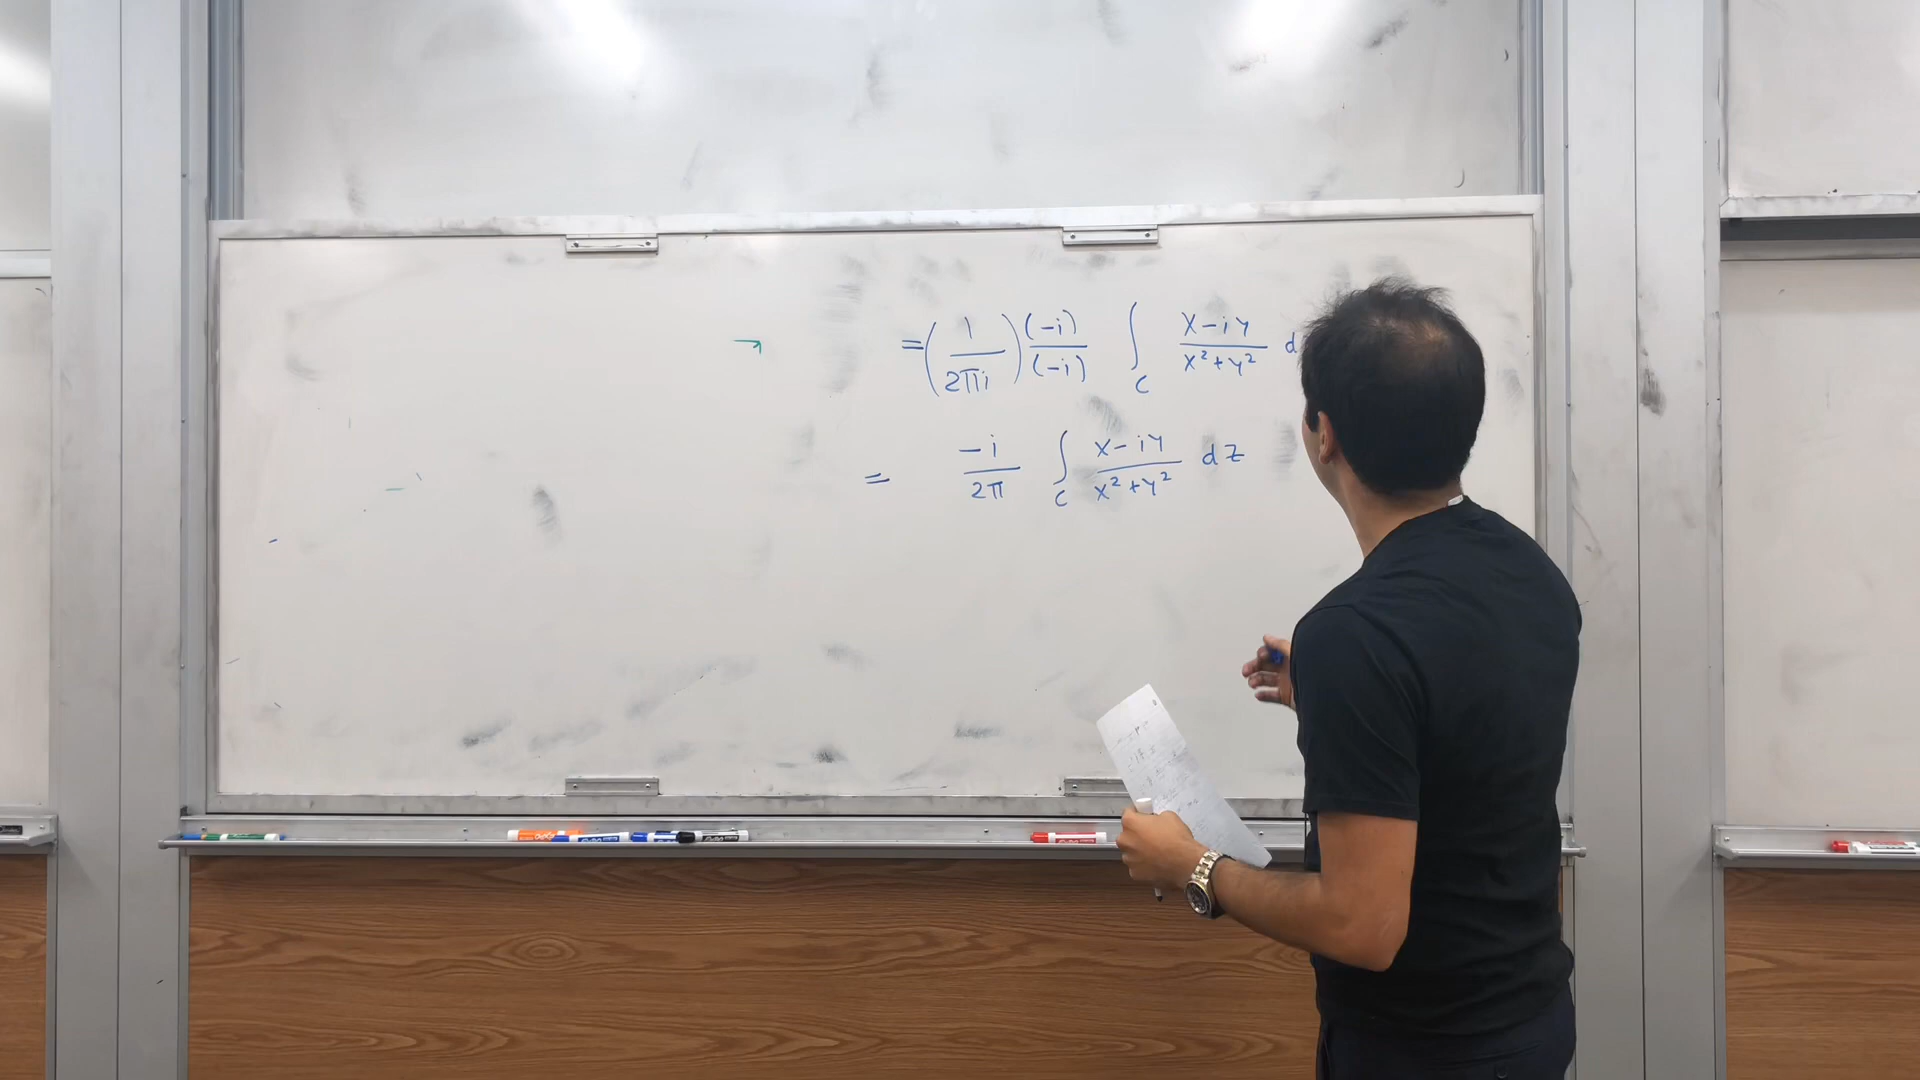 = (1/2πi) (-i)/(-i) ∫_C (x-iy)/(x²+y²) d
= -i/2π ∫_C (x-iy)/(x²+y²) dz